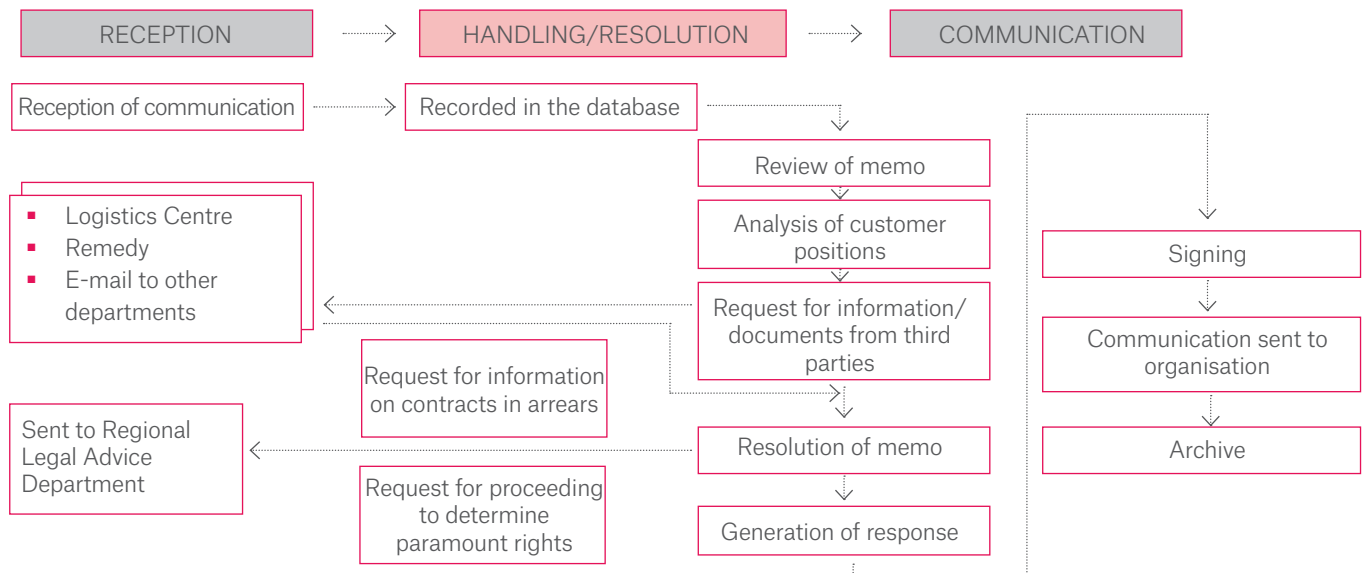 RECEPTION
HANDLING/RESOLUTION
COMMUNICATION
Reception of communication
Recorded in the database
Review of memo
Analysis of customer
positions
Request for information/
documents from third
parties
▪ Logistics Centre
▪ Remedy
▪ E-mail to other
departments
Request for information
on contracts in arrears
Sent to Regional
Legal Advice
Department
Resolution of memo
Request for proceeding
to determine
paramount rights
Generation of response
Signing
Communication sent to
organisation
Archive